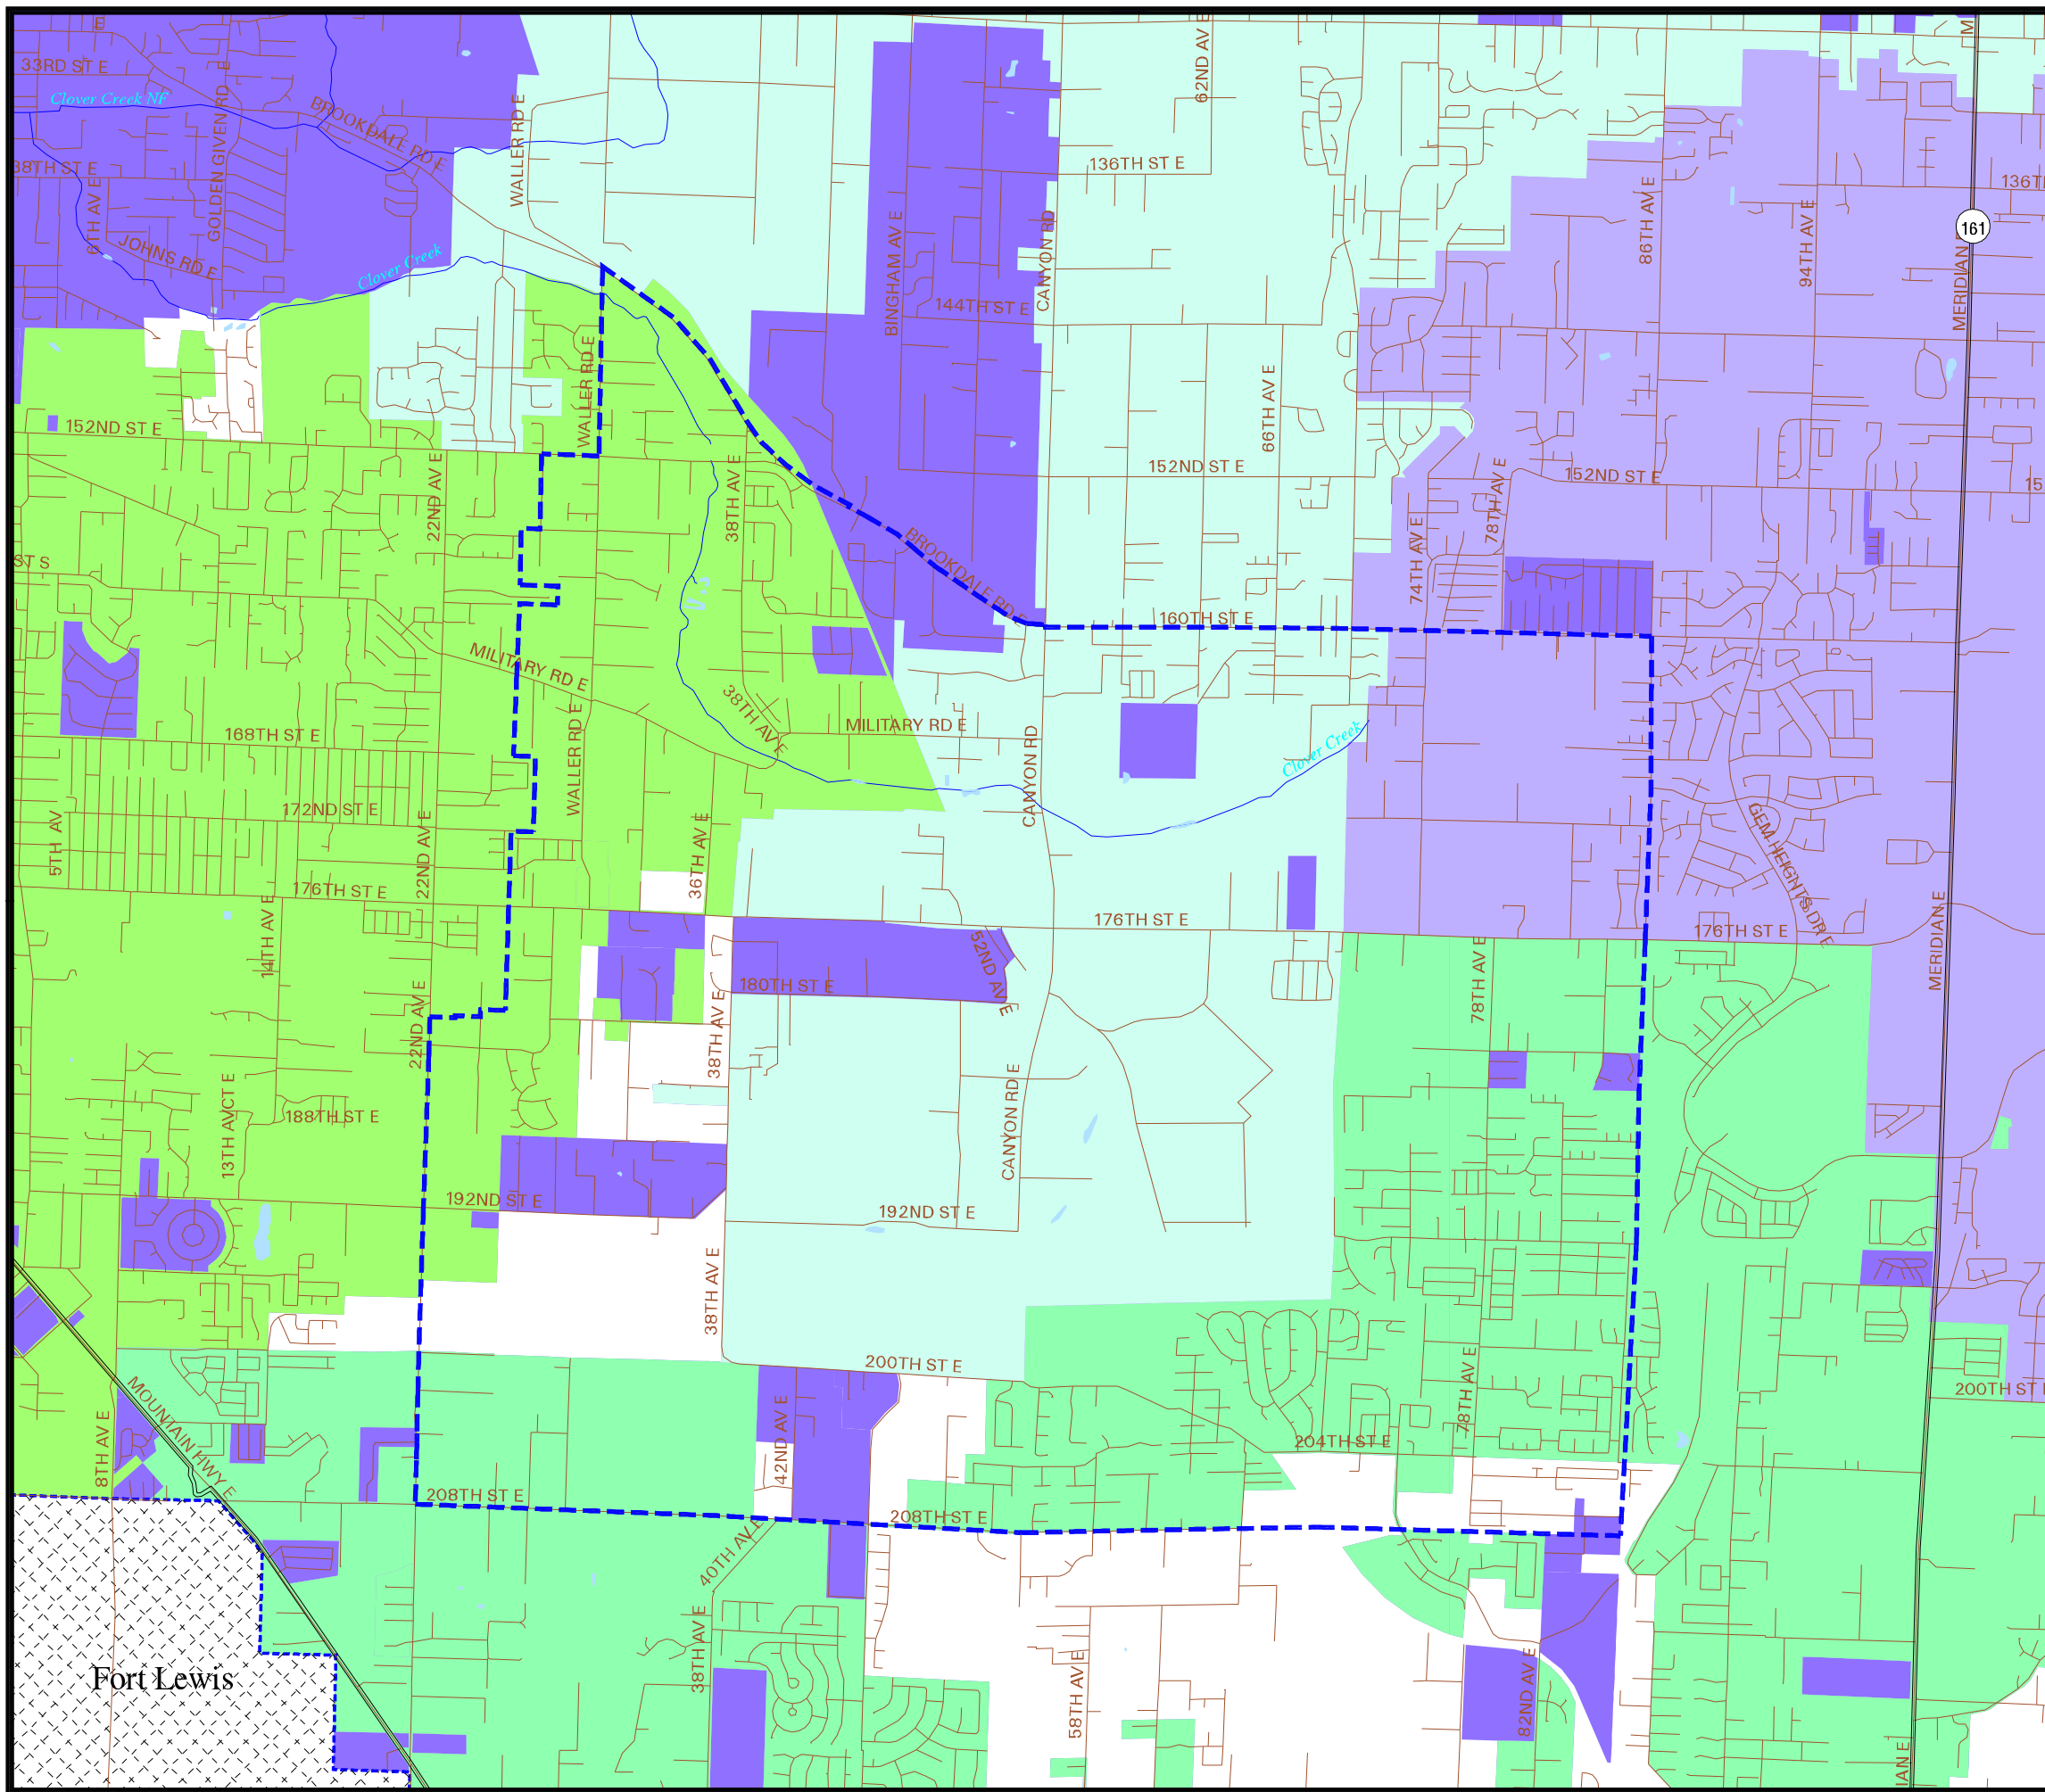 33RD ST E
Clover Creek NF
BROOKDALE RD E
GOLDEN GIVEN RD E
38TH ST E
6TH AV E
JOHNS RD E
Clover Creek
WALLER RD E
62ND AV E
136TH ST E
CANYON RD
BINGHAM AV E
144TH ST E
86TH AV E
94TH AV E
161
MERIDIAN E
WALLER RD E
66TH AV E
152ND ST E
22ND AV E
38TH AV E
152ND ST E
78TH AV E
152ND ST E
74TH AV E
ST S
BROOKDALE RD E
160TH ST E
MILITARY RD E
38TH AV E
MILITARY RD E
168TH ST E
WALLER RD E
CANYON RD
Clover Creek
172ND ST E
5TH AV
22ND AV E
36TH AV E
GEM HEIGHTS DR E
176TH ST E
176TH ST E
176TH ST E
14TH AV E
52ND AV E
180TH ST E
78TH AV E
MERIDIAN E
22ND AV E
38TH AV E
CANYON RD E
13TH AVCT E
188TH ST E
192ND ST E
192ND ST E
38TH AV E
200TH ST E
78TH AV E
200TH ST
MOUNTAIN HWY E
8TH AV E
42ND AV E
204TH ST E
208TH ST E
208TH ST E
40TH AV E
38TH AV E
58TH AV E
82ND AV E
Fort Lewis
IAN E